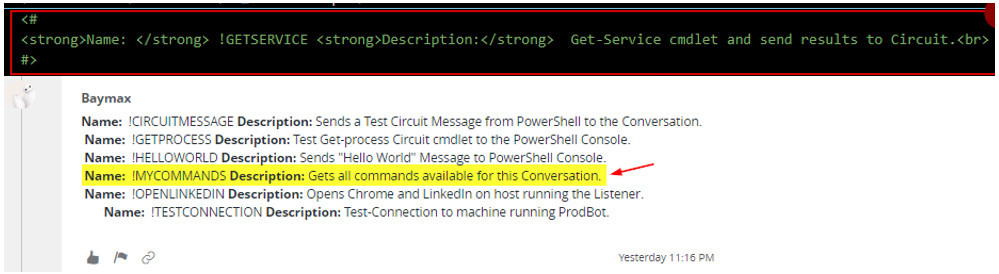 <#
<strong>Name: </strong> !GETSERVICE <strong>Description:</strong>  Get-Service cmdlet and send results to Circuit.<br>
#>
Baymax
Name: !CIRCUITMESSAGE Description: Sends a Test Circuit Message from PowerShell to the Conversation.
Name: !GETPROCESS Description: Test Get-process Circuit cmdlet to the PowerShell Console.
Name: !HELLOWORLD Description: Sends "Hello World" Message to PowerShell Console.
Name: !MYCOMMANDS Description: Gets all commands available for this Conversation.
Name: !OPENLINKEDIN Description: Opens Chrome and LinkedIn on host running the Listener.
Name: !TESTCONNECTION Description: Test-Connection to machine running ProdBot.
Yesterday 11:16 PM